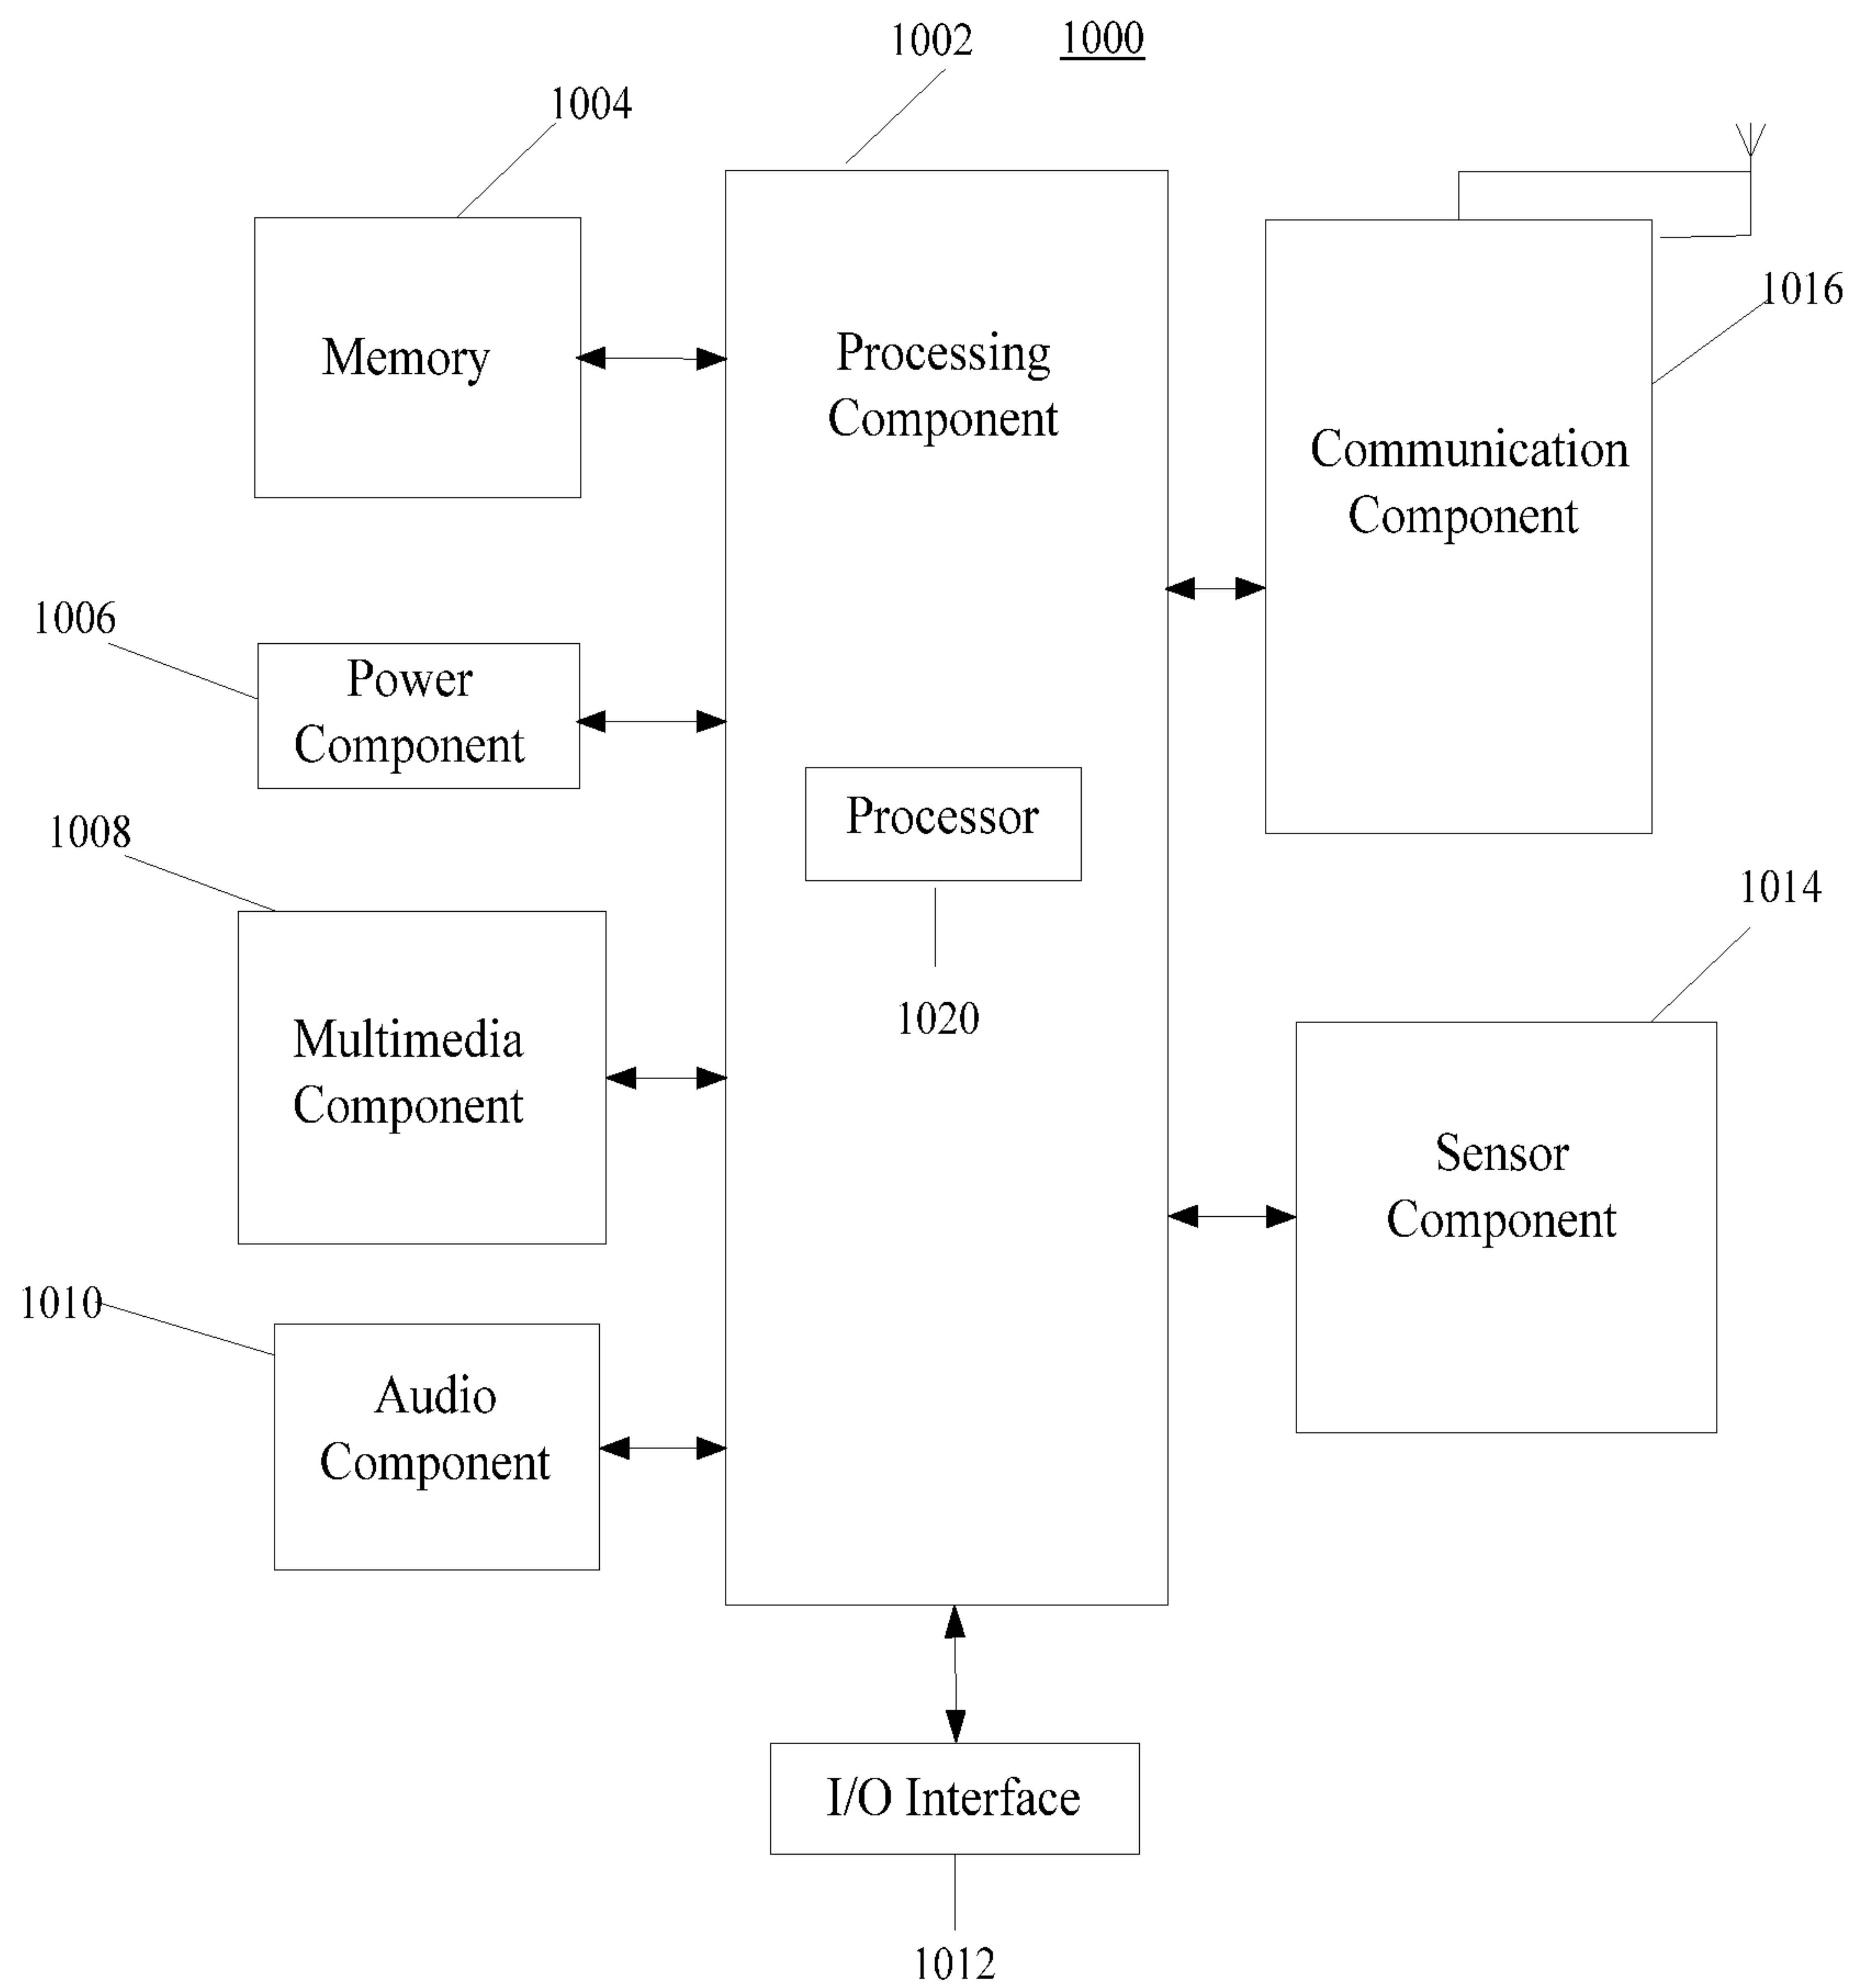 1002
1000
1004
1016
Memory
Processing
Component
Communication
Component
1006
Power
Component
Processor
1008
1014
1020
Multimedia
Component
Sensor
Component
1010
Audio
Component
I/O Interface
1012